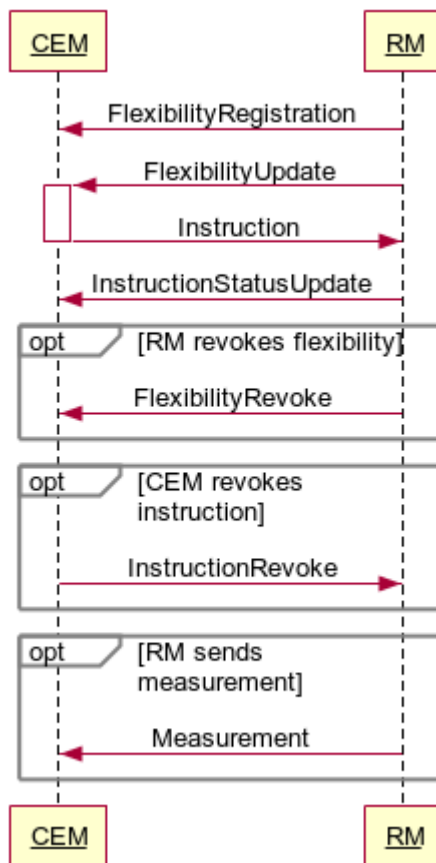 CEM RM
FlexibilityRegistration
FlexibilityUpdate
Instruction
InstructionStatusUpdate
opt [RM revokes flexibility]
FlexibilityRevoke
opt [CEM revokes
instruction]
InstructionRevoke
opt [RM sends
measurement]
Measurement
CEM RM